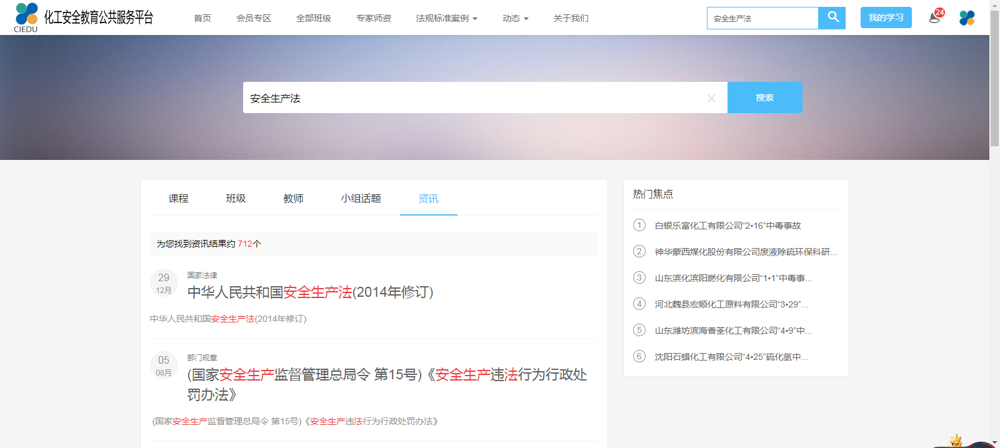 CIEDU
化工安全教育公共服务平台
首页
会员专区
全部班级
专家师资
法规标准案例
动态
关于我们
安全生产法
我的学习
24
安全生产法
搜索
课程
班级
教师
小组话题
资讯
为您找到资讯结果约 712个
29
12月
国家法律
中华人民共和国安全生产法(2014年修订)
中华人民共和国安全生产法(2014年修订)
05
08月
部门规章
(国家安全生产监督管理总局令 第15号)《安全生产违法行为行政处
罚办法》
(国家安全生产监督管理总局令 第15号)《安全生产违法行为行政处罚办法》
热门焦点
1 白银乐富化工有限公司“2•16”中毒事故
2 神华蒙西煤化股份有限公司废液除硫环保科研...
3 山东滨化滨阳燃化有限公司“1•1”中毒事...
4 河北魏县宏顺化工原料有限公司“3•29”...
5 山东潍坊滨海香荃化工有限公司“4•9”中...
6 沈阳石蜡化工有限公司“4•25”硫化氢中...
VIP